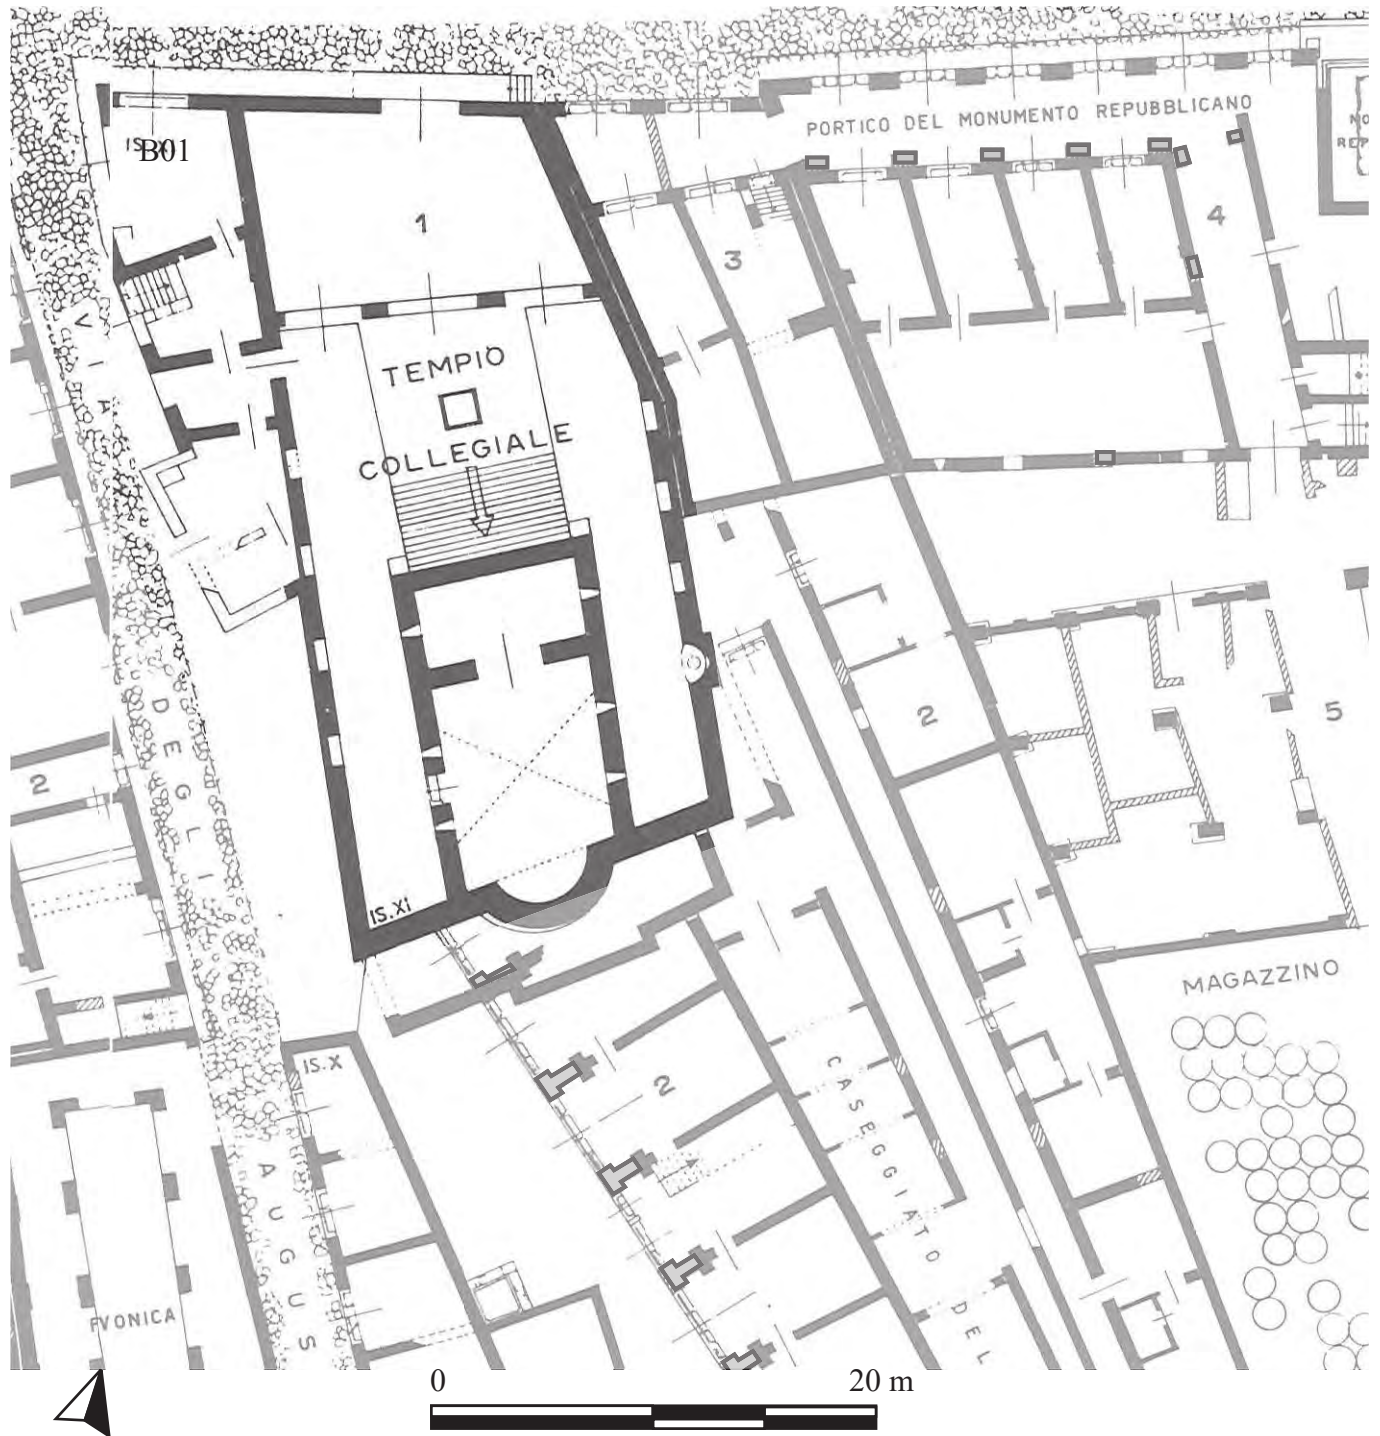 PORTICO DEL MONUMENTO REPUBBLICANO
B01
1
3
4
TEMPIO
COLLEGIALE
VIA DEGLI AUGUS
2
2
5
IS.XI
MAGAZZINO
IS.X
2
CASEGGIATO DEL
0 20 m